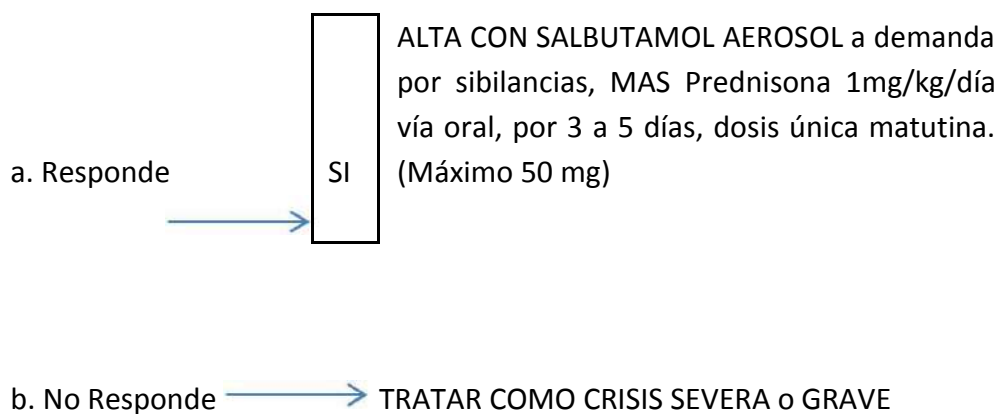 ALTA CON SALBUTAMOL AEROSOL a demanda
por sibilancias, MAS Prednisona 1mg/kg/día
vía oral, por 3 a 5 días, dosis única matutina.
a. Responde SI (Máximo 50 mg)
b. No Responde TRATAR COMO CRISIS SEVERA o GRAVE